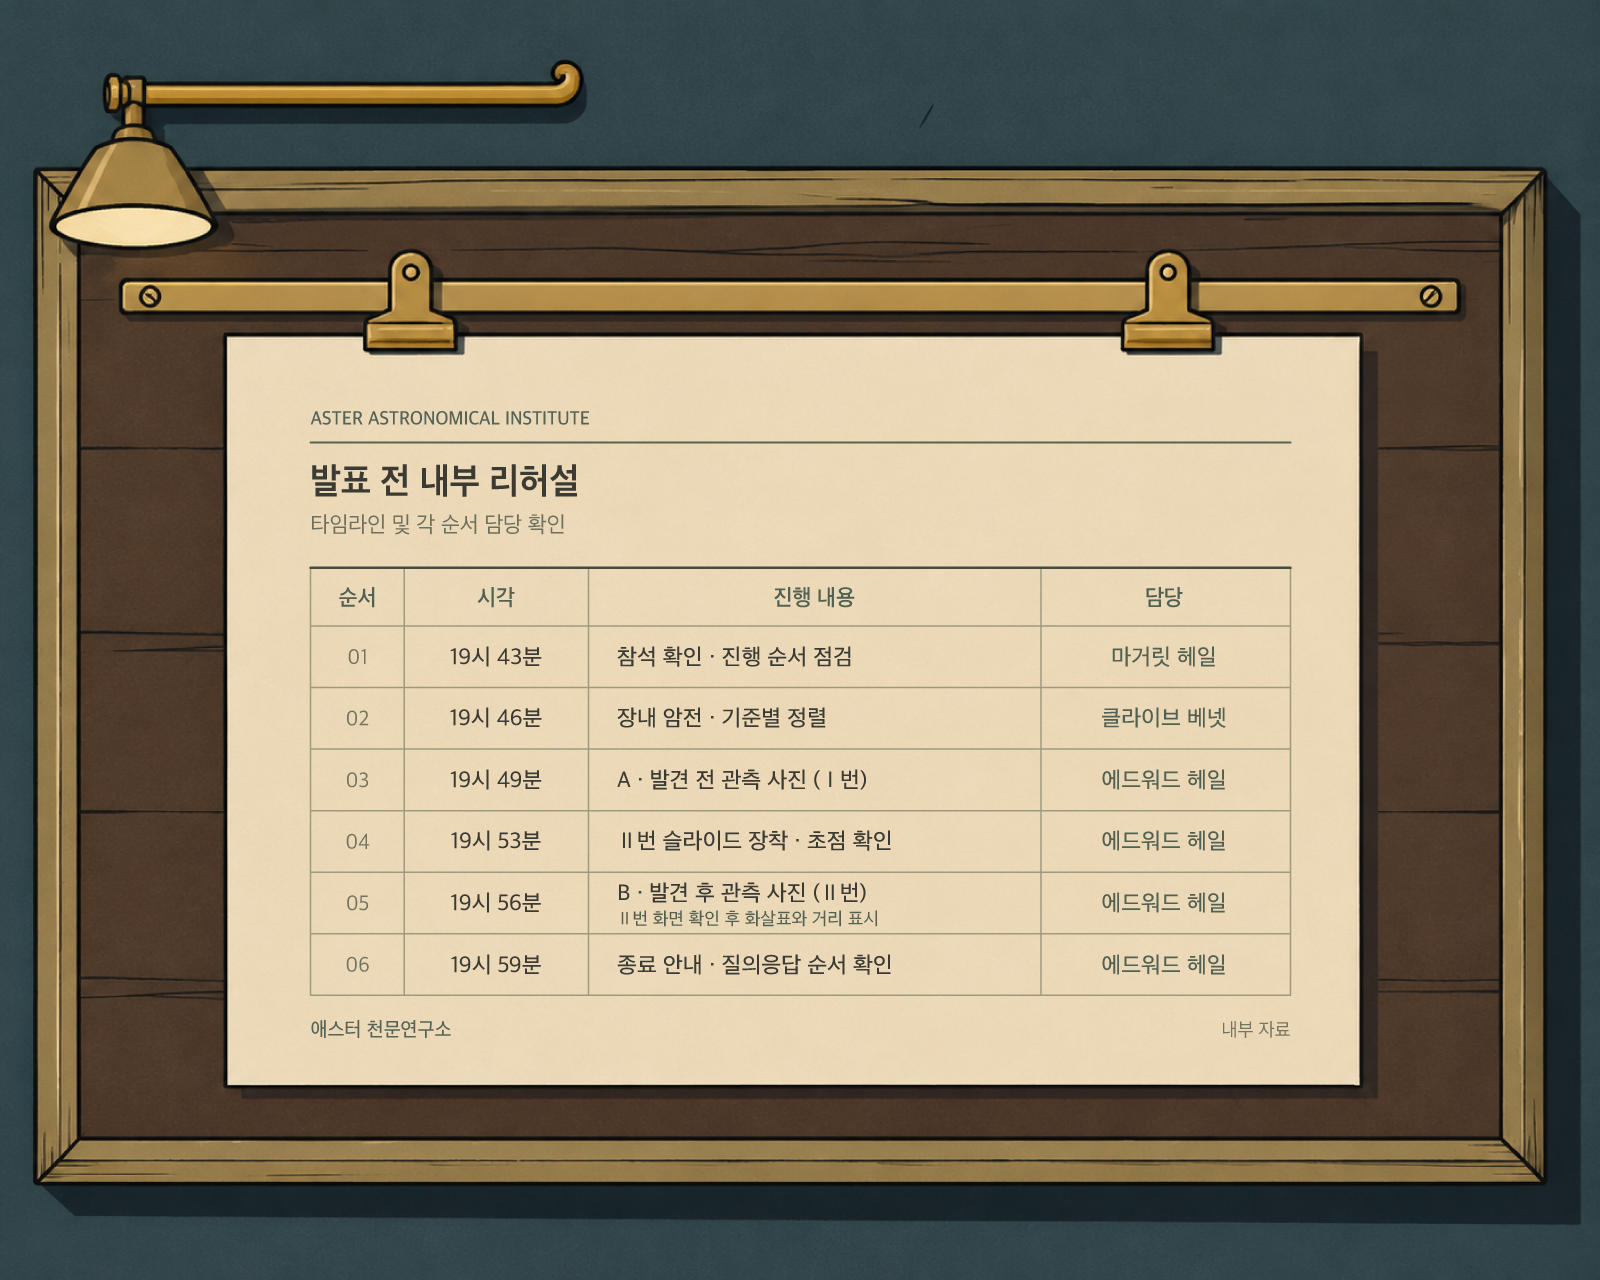 ASTER ASTRONOMICAL INSTITUTE
발표 전 내부 리허설
타임라인 및 각 순서 담당 확인
순서 시각 진행 내용 담당
01 19시 43분 참석 확인 · 진행 순서 점검 마거릿 헤일
02 19시 46분 장내 암전 · 기준별 정렬 클라이브 베넷
03 19시 49분 A · 발견 전 관측 사진 (Ⅰ번) 에드워드 헤일
04 19시 53분 Ⅱ번 슬라이드 장착 · 초점 확인 에드워드 헤일
05 19시 56분 B · 발견 후 관측 사진 (Ⅱ번) 에드워드 헤일
Ⅱ번 화면 확인 후 화살표와 거리 표시
06 19시 59분 종료 안내 · 질의응답 순서 확인 에드워드 헤일
애스터 천문연구소 내부 자료